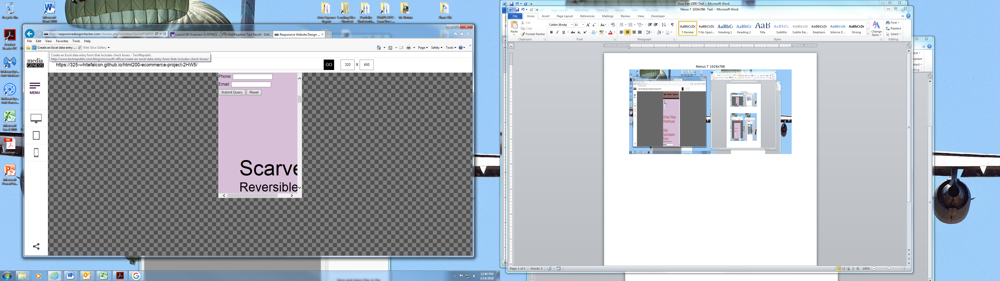 Recycle Bin
Microsoft
Word 2010
Auto Expense
Report
Lending Files
- Shortcut
Portfolio
Underwriti...
TEMPLATES -
Loan Docs ...
M. Divinia
Share File
Acrobat
Reader DC
Malwarebyt...
Anti-Malware
Malwareby...
Anti-Ranso...
Microsoft
Excel 2010
PDF
industrial-...
Microsoft
PowerPoi...
http://responsivedesignchecker.com/checker.php?url=https%3A%2F%2F32
Lesson 09 Overview-3: HTML5 ...
WebPagetest Test Result - Dall...
Responsive Website Design ...
File Edit View Favorites Tools Help
Create an Excel data entry ...
Web Slice Gallery
Page Safety Tools
Create an Excel data entry form that includes check boxes - TechRepublic
http://www.techrepublic.com/blog/microsoft-office/create-an-excel-data-entry-form-that-includes-check-boxes/
media
GENESIS
https://325-whitefalcon.github.io/html200-ecommerce-project-2HW5/
GO
320 X 480
MENU
Phone:
Email:
Submit Query Reset
Scarve
Reversible
12:40 PM
3/14/2018
Asus Eee 1000-Test - Microsoft Word
Nexus 7 1024x768- Test - Microsoft Word
File Home Insert Page Layout References Mailings Review View Developer
Paste
Cut
Copy
Format Painter
Clipboard
Calibri (Body) 11
Font
Paragraph
AaBbCcDc AaBbCcDc AaBbC AaBbCc AaB AaBbCc. AaBbCcDc AaBbCcDc AaBbCcDc AaBbCcDc
¶ Normal ¶ No Spaci... Heading 1 Heading 2 Title Subtitle Subtle Em... Emphasis Intense E... Strong
Styles
Change
Styles
Find
Replace
Select
Editing
Nexus 7 1024x768
Hats Gloves Scarves
Winter Wear
Warehouse
Web
Submission
Form
Page: 1 of 1 Words: 3
100%